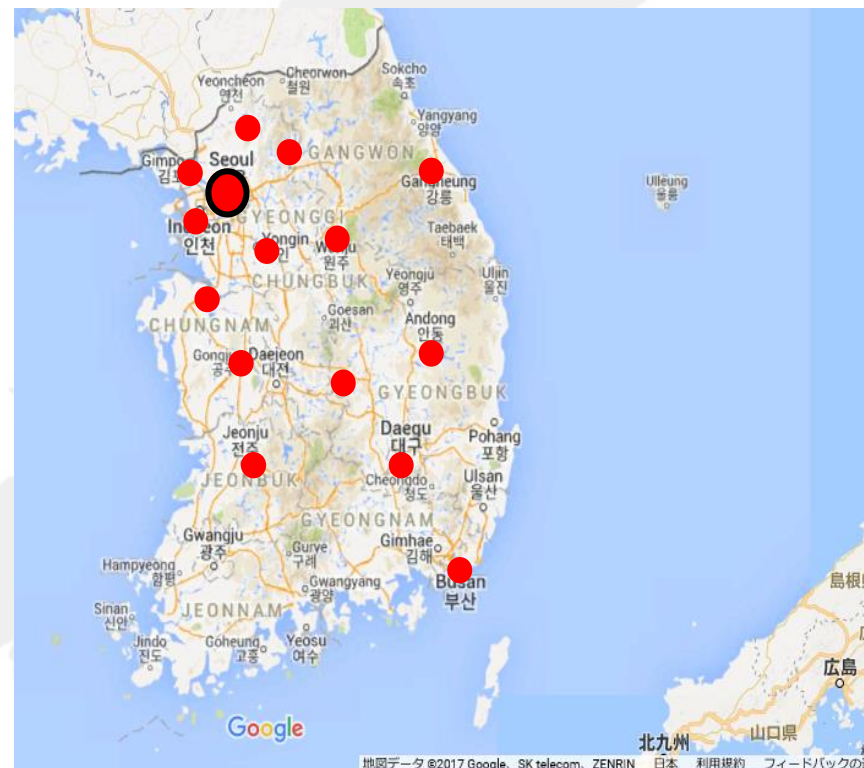 Yeoncheon
연천
Cheorwon
철원
Sokcho
속초
Yangyang
양양
Gimpo
Seoul
GANGWON
Gangneung
강릉
Ulleung
울릉
GYEONGGI
인천
Yongin
원주
Taebaek
태백
CHUNGBUK
Yeongju
영주
Uljin
울진
Goesan
괴산
Andong
안동
CHUNGNAM
Daejeon
대전
GYEONGBUK
Daegu
대구
Pohang
포항
Jeonju
전주
JEONBUK
Cheongdo
청도
Ulsan
울산
GYEONGNAM
Gwangju
광주
Gurye
구례
Gimhae
김해
Hampyeong
함평
Gwangyang
광양
Busan
부산
Sinan
신안
JEONNAM
Jindo
진도
Goheung
고흥
Yeosu
여수
広島
Google
北九州
山口県
地図データ ©2017 Google、SK telecom、ZENRIN 日本 利用規約 フィードバックの